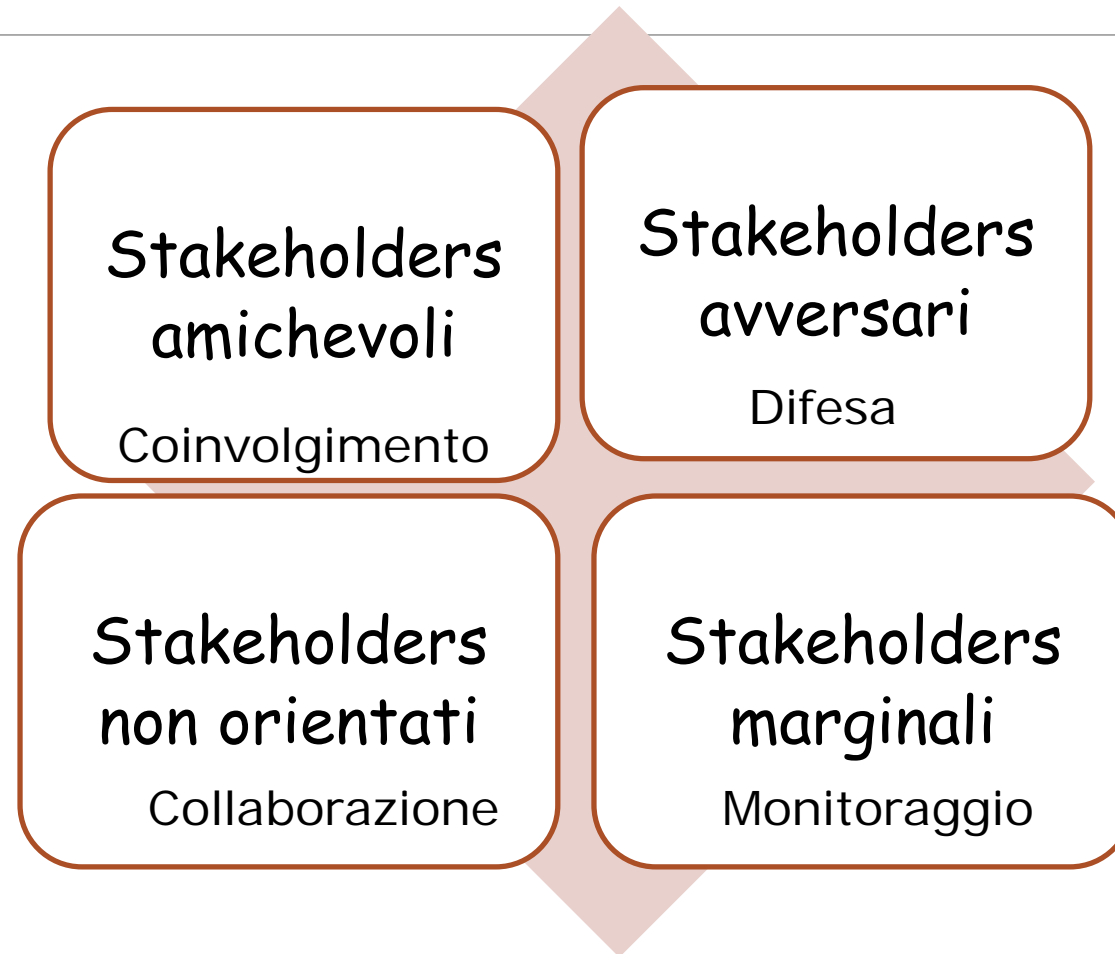 Stakeholders
amichevoli
Coinvolgimento
Stakeholders
avversari
Difesa
Stakeholders
non orientati
Collaborazione
Stakeholders
marginali
Monitoraggio